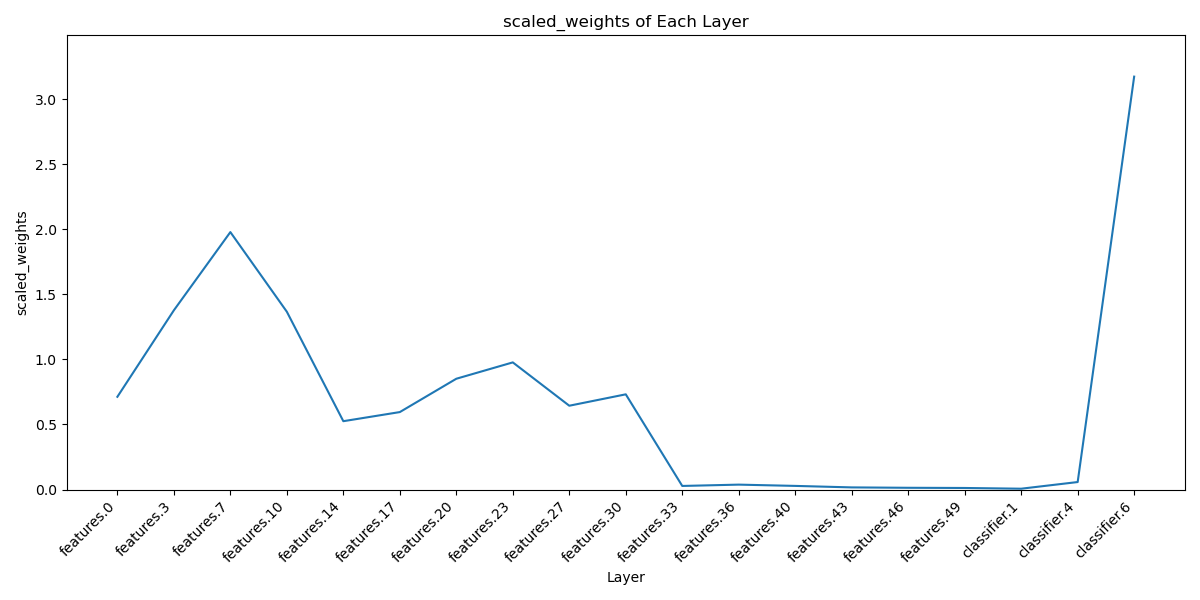 scaled_weights of Each Layer
scaled_weights
3.0
2.5
2.0
1.5
1.0
0.5
0.0
features.0
features.3
features.7
features.10
features.14
features.17
features.20
features.23
features.27
features.30
features.33
features.36
features.40
features.43
features.46
features.49
classifier.1
classifier.4
classifier.6
Layer